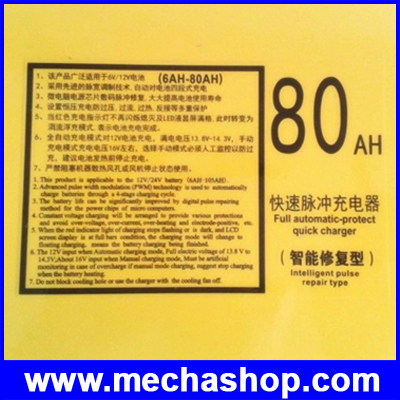 1、该产品广泛适用于6V/12V电池 (6AH-80AH)
2、采用先进的脉宽调制技术,自动对电池四段式充电
3、微电脑电源芯片数码脉冲修复,大大提高电池使用寿命
4、设置恒压充电防过压,过流,过热,反接等多重保护
5、当红色充电指示灯不再闪烁熄灭及LED液晶屏满格,此时转变为
涓流浮充模式,表示电池充电完成。
6、全自动充电模式对12V电池充电,满电电压13.8V-14.3V,手动
充电模式充电电压16V左右,选择手动模式必须人工监控以防过
充。建议电池发热前停止充电。
7、严禁阻塞机器散热风孔或风机停止状态使用。
1.This product is applicable to the 12V/24V battery (6AH-105AH).
2.Advanced pulse width modulation (PWM) technology is used to automatically
charge batteries through a 4-stage charging cycle.
3.The battery life can be significantly improved by digital pulse repairing
method for the power chips of micro computers.
4.Constant voltage charging will be arranged to provide various protections
and avoid over-voltage, over-current, over-heating and electrode-positive, etc.
5.When the red indicator light of charging stops flashing or is dark, and LCD
screen display is at full bars condition, the charging mode will change to
floating charging, means the battery charging being finished.
6.The 12V input when Automatic charging mode, Full electric voltage of 13.8 V to
14.3V;About 16V input when Manual charging mode, Must be artificial
monitoring in case of overcharge if manual mode charging, suggest stop charging
when the battery heating.
7.Do not block cooling hole or use the charger with the cooling fan off.
80AH
快速脉冲充电器
Full automatic-protect
quick charger
(智能修复型)
Intelligent pulse
repair type
www.mechashop.com